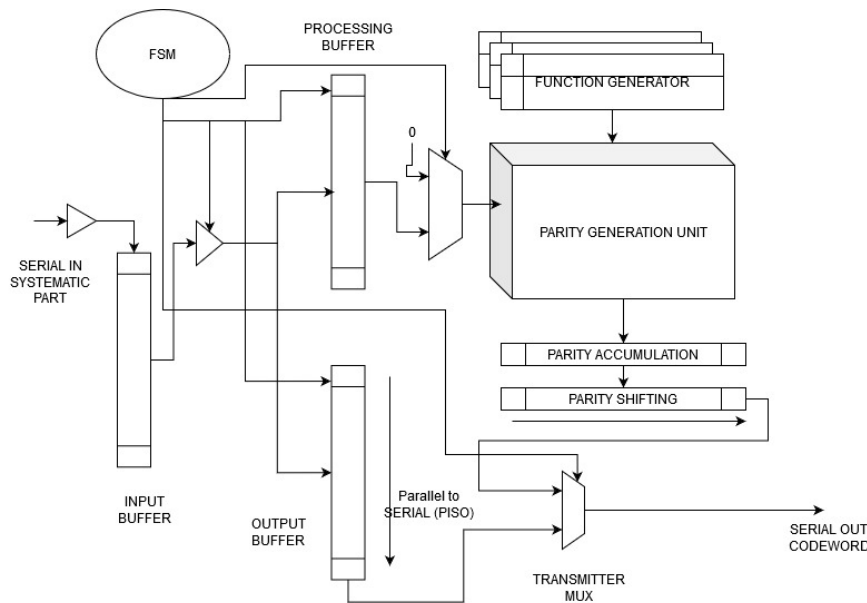 FSM
PROCESSING
BUFFER
FUNCTION GENERATOR
0
PARITY GENERATION UNIT
SERIAL IN
SYSTEMATIC
PART
PARITY ACCUMULATION
PARITY SHIFTING
INPUT
BUFFER
OUTPUT
BUFFER
Parallel to
SERIAL (PISO)
TRANSMITTER
MUX
SERIAL OUT
CODEWORD